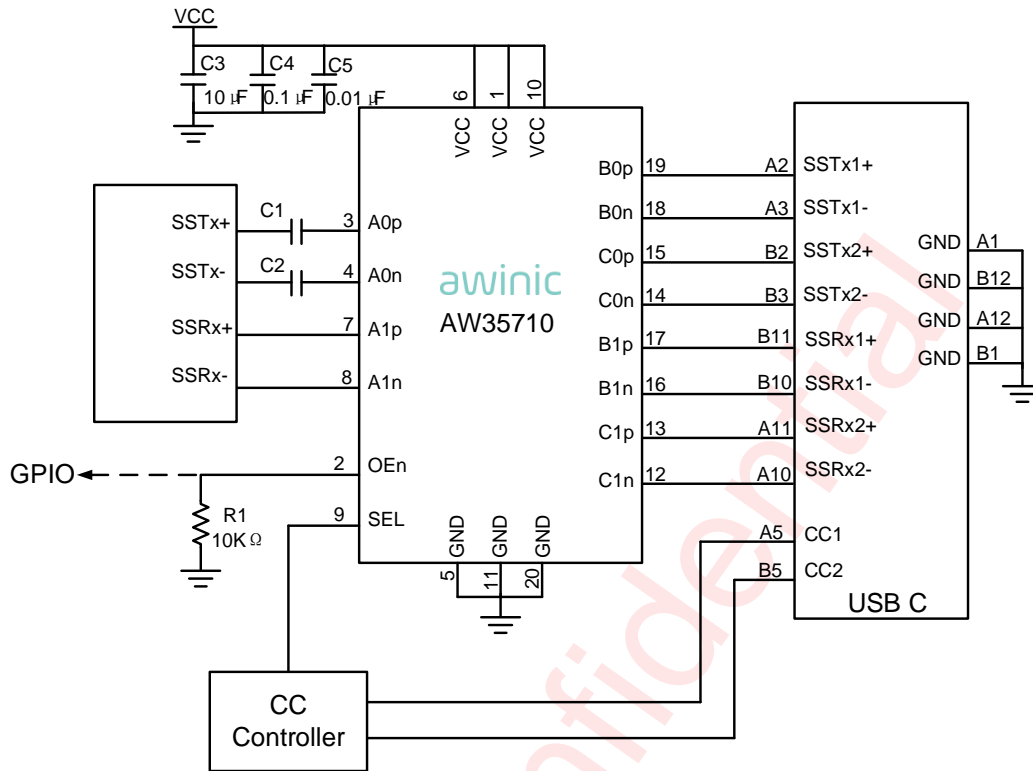 VCC
C3
C4
C5
10 µF
0.1 µF
0.01 µF
6
1
10
VCC
VCC
VCC
SSTx+
C1
3
A0p
SSTx-
C2
4
A0n
SSRx+
7
A1p
SSRx-
8
A1n
awinic
AW35710
B0p
19
A2
SSTx1+
B0n
18
A3
SSTx1-
C0p
15
B2
SSTx2+
C0n
14
B3
SSTx2-
B1p
17
B11
SSRx1+
B1n
16
B10
SSRx1-
C1p
13
A11
SSRx2+
C1n
12
A10
SSRx2-
GND
A1
GND
B12
GND
A12
GND
B1
GPIO
2
OEn
R1
10K Ω
9
SEL
GND
GND
GND
5
11
20
A5
CC1
B5
CC2
USB C
CC
Controller
nfidential